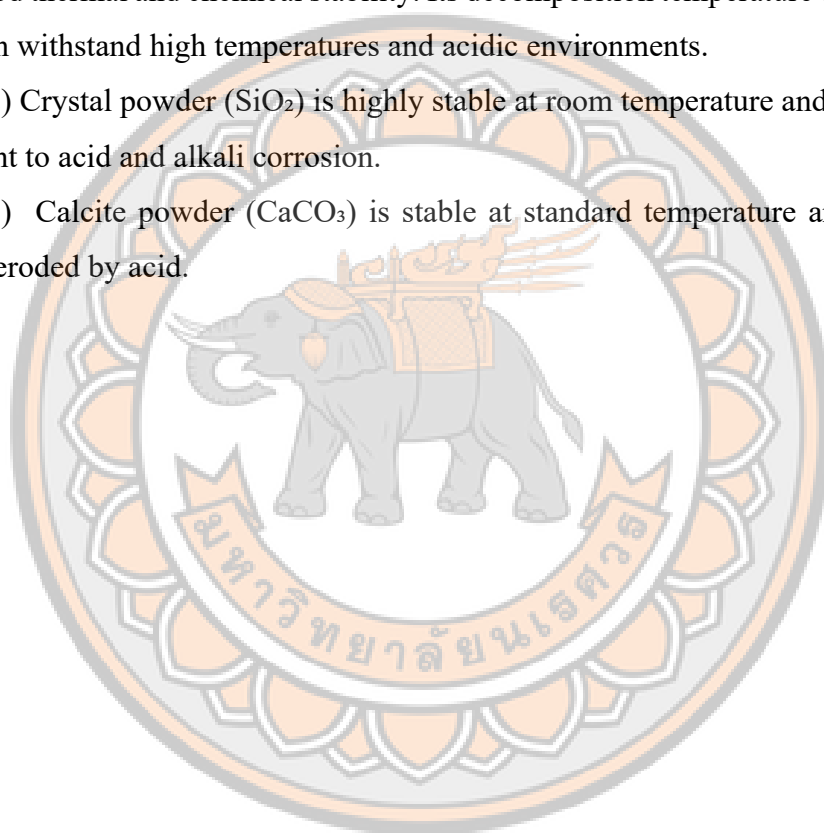 thermal and chemical stability. Its decomposition temperature
withstand high temperatures and acidic environments.
) Crystal powder (SiO₂) is highly stable at room temperature and
to acid and alkali corrosion.
) Calcite powder (CaCO₃) is stable at standard temperature
eroded by acid.
มหาวิทยาลัยนเรศวร